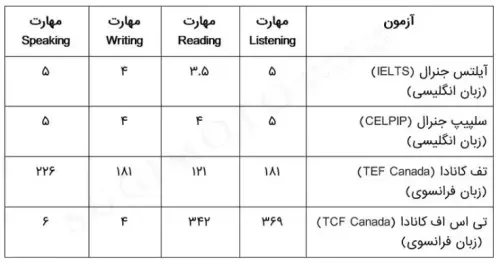 آزمون مهارت Listening مهارت Reading مهارت Writing مهارت Speaking
آیلتس جنرال (IELTS) (زبان انگلیسی) ۵ ۳.۵ ۴ ۵
سلپیپ جنرال (CELPIP) (زبان انگلیسی) ۵ ۴ ۴ ۵
تف کانادا (TEF Canada) (زبان فرانسوی) ۱۸۱ ۱۲۱ ۱۸۱ ۲۲۶
تی اس اف کانادا (TCF Canada) (زبان فرانسوی) ۳۶۹ ۳۴۲ ۴ ۶